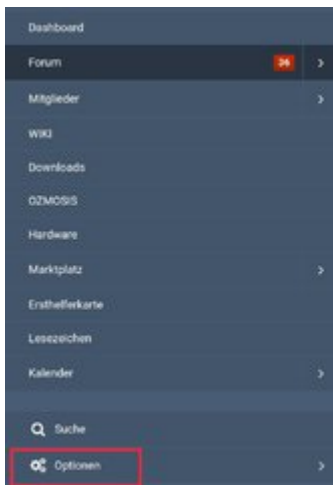 Dashboard
Forum 36
Mitglieder
WIKI
Downloads
OZMOSIS
Hardware
Marktplatz
Ersthelferkarte
Lesezeichen
Kalender
Suche
Optionen